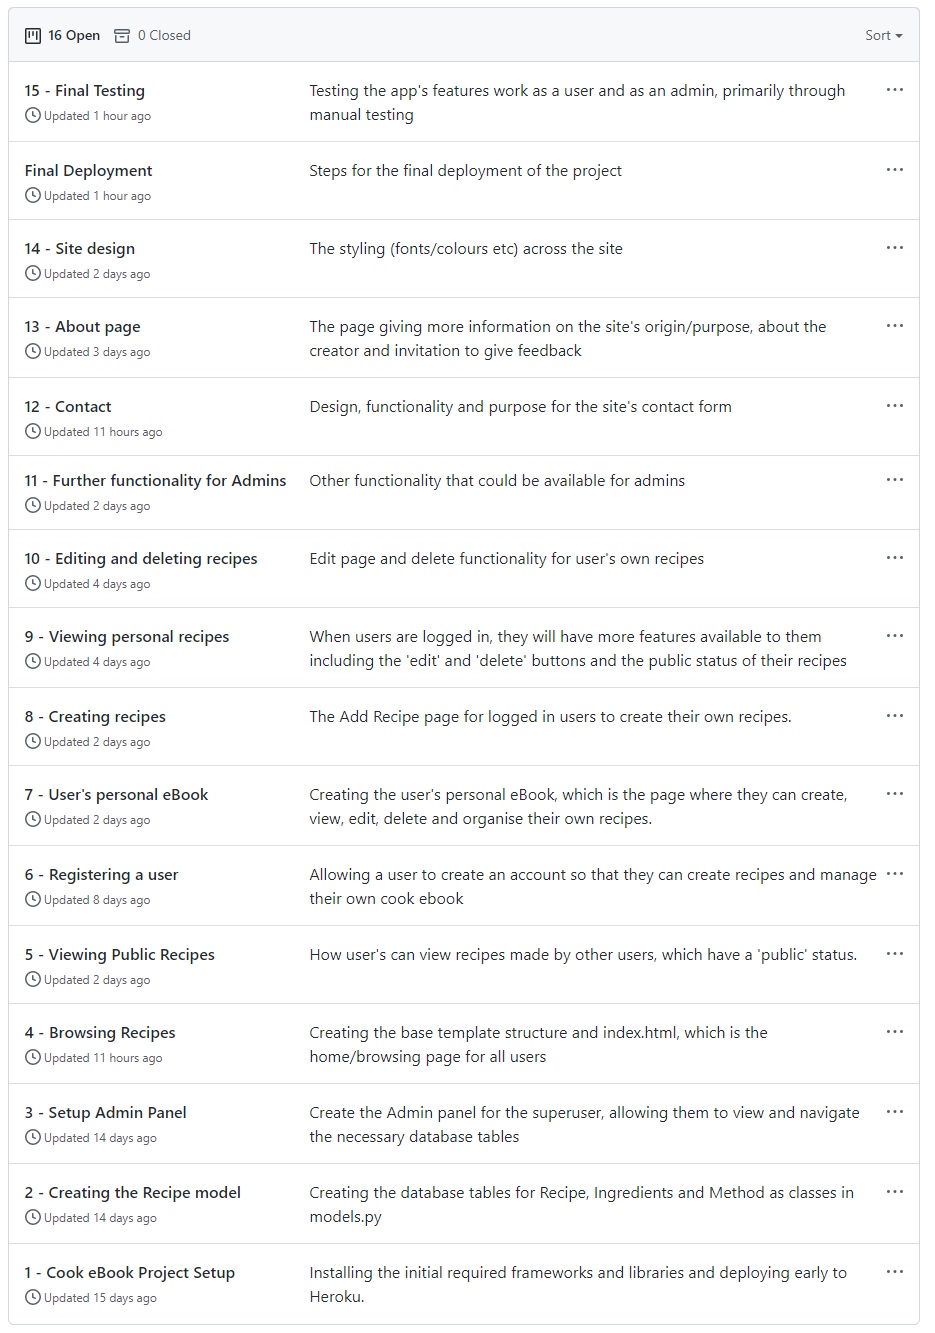 16 Open 0 Closed Sort
15 - Final Testing
Updated 1 hour ago
Testing the app's features work as a user and as an admin, primarily through
manual testing
Final Deployment
Updated 1 hour ago
Steps for the final deployment of the project
14 - Site design
Updated 2 days ago
The styling (fonts/colours etc) across the site
13 - About page
Updated 3 days ago
The page giving more information on the site's origin/purpose, about the
creator and invitation to give feedback
12 - Contact
Updated 11 hours ago
Design, functionality and purpose for the site's contact form
11 - Further functionality for Admins
Updated 2 days ago
Other functionality that could be available for admins
10 - Editing and deleting recipes
Updated 4 days ago
Edit page and delete functionality for user's own recipes
9 - Viewing personal recipes
Updated 4 days ago
When users are logged in, they will have more features available to them
including the 'edit' and 'delete' buttons and the public status of their recipes
8 - Creating recipes
Updated 2 days ago
The Add Recipe page for logged in users to create their own recipes.
7 - User's personal eBook
Updated 2 days ago
Creating the user's personal eBook, which is the page where they can create,
view, edit, delete and organise their own recipes.
6 - Registering a user
Updated 8 days ago
Allowing a user to create an account so that they can create recipes and manage
their own cook ebook
5 - Viewing Public Recipes
Updated 2 days ago
How user's can view recipes made by other users, which have a 'public' status.
4 - Browsing Recipes
Updated 11 hours ago
Creating the base template structure and index.html, which is the
home/browsing page for all users
3 - Setup Admin Panel
Updated 14 days ago
Create the Admin panel for the superuser, allowing them to view and navigate
the necessary database tables
2 - Creating the Recipe model
Updated 14 days ago
Creating the database tables for Recipe, Ingredients and Method as classes in
models.py
1 - Cook eBook Project Setup
Updated 15 days ago
Installing the initial required frameworks and libraries and deploying early to
Heroku.